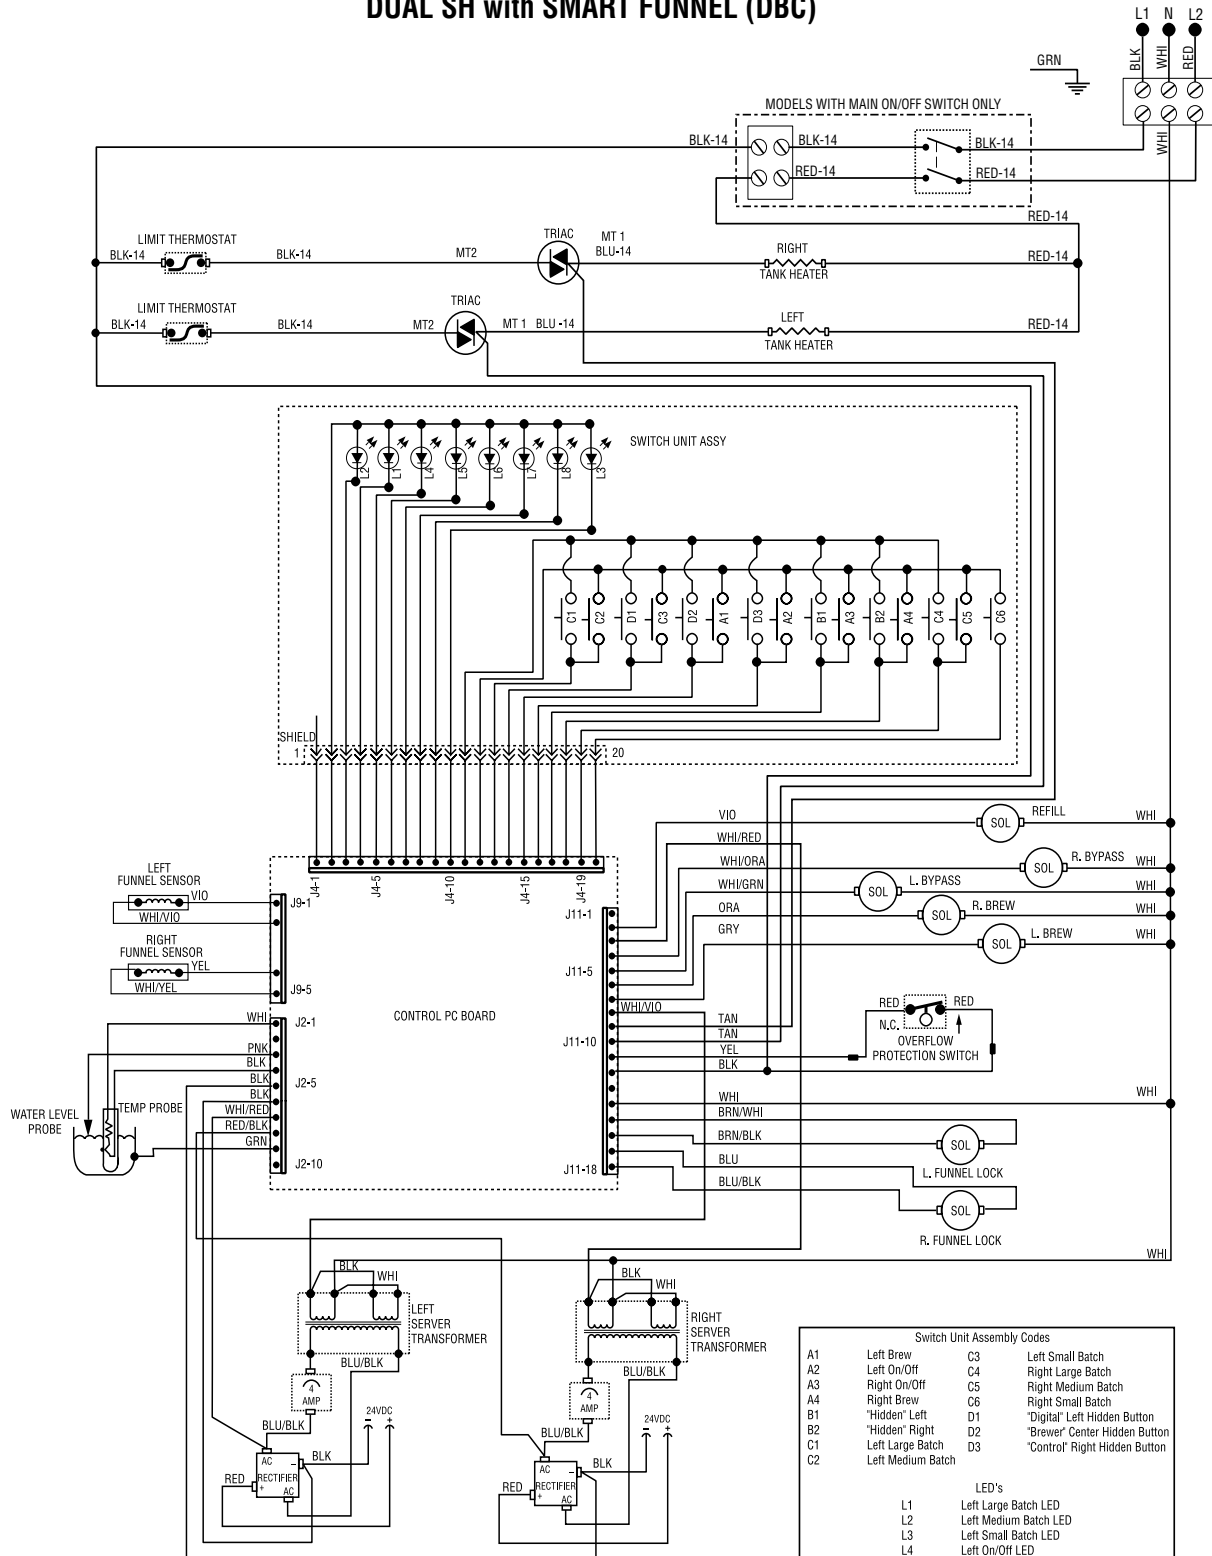 DUAL SH with SMART FUNNEL (DBC)
L1 N L2
BLK WHI RED
GRN
MODELS WITH MAIN ON/OFF SWITCH ONLY
BLK-14 BLK-14 BLK-14 WHI
RED-14 RED-14
RED-14
LIMIT THERMOSTAT TRIAC MT 1 RIGHT
BLK-14 BLK-14 MT2 BLU-14 TANK HEATER RED-14
LIMIT THERMOSTAT TRIAC LEFT
BLK-14 BLK-14 MT2 MT 1 BLU -14 TANK HEATER RED-14
SWITCH UNIT ASSY
L2 L1 L4 L5 L6 L7 L8 L3
C1 C2 D1 C3 D2 A1 D3 A2 B1 A3 B2 A4 C4 C5 C6
SHIELD
1 20
VIO SOL REFILL WHI
WHI/RED
WHI/ORA SOL R. BYPASS WHI
WHI/GRN SOL L. BYPASS WHI
ORA SOL R. BREW WHI
GRY SOL L. BREW WHI
J4-1 J4-5 J4-10 J4-15 J4-19
LEFT
FUNNEL SENSOR
VIO
WHI/VIO
J9-1
RIGHT
FUNNEL SENSOR
YEL
WHI/YEL
J9-5
J11-1
J11-5
WHI/VIO
CONTROL PC BOARD
J11-10
TAN
TAN
YEL
BLK
RED RED
N.C.
OVERFLOW
PROTECTION SWITCH
WHI J2-1
PNK
BLK
BLK J2-5
BLK
WHI/RED
RED/BLK
GRN
J2-10
WATER LEVEL
PROBE
TEMP PROBE
WHI WHI
BRN/WHI
BRN/BLK SOL
L. FUNNEL LOCK
BLU
J11-18
BLU/BLK SOL
R. FUNNEL LOCK
WHI
BLK
WHI
LEFT
SERVER
TRANSFORMER
BLU/BLK
4
AMP
BLU/BLK
24VDC
– +
BLK
AC –
RECTIFIER
+ AC
RED
BLK
WHI
RIGHT
SERVER
TRANSFORMER
BLU/BLK
4
AMP
BLU/BLK
24VDC
– +
BLK
AC –
RECTIFIER
+ AC
RED
Switch Unit Assembly Codes
A1 Left Brew C3 Left Small Batch
A2 Left On/Off C4 Right Large Batch
A3 Right On/Off C5 Right Medium Batch
A4 Right Brew C6 Right Small Batch
B1 "Hidden" Left D1 "Digital" Left Hidden Button
B2 "Hidden" Right D2 "Brewer" Center Hidden Button
C1 Left Large Batch D3 "Control" Right Hidden Button
C2 Left Medium Batch
LED's
L1 Left Large Batch LED
L2 Left Medium Batch LED
L3 Left Small Batch LED
L4 Left On/Off LED